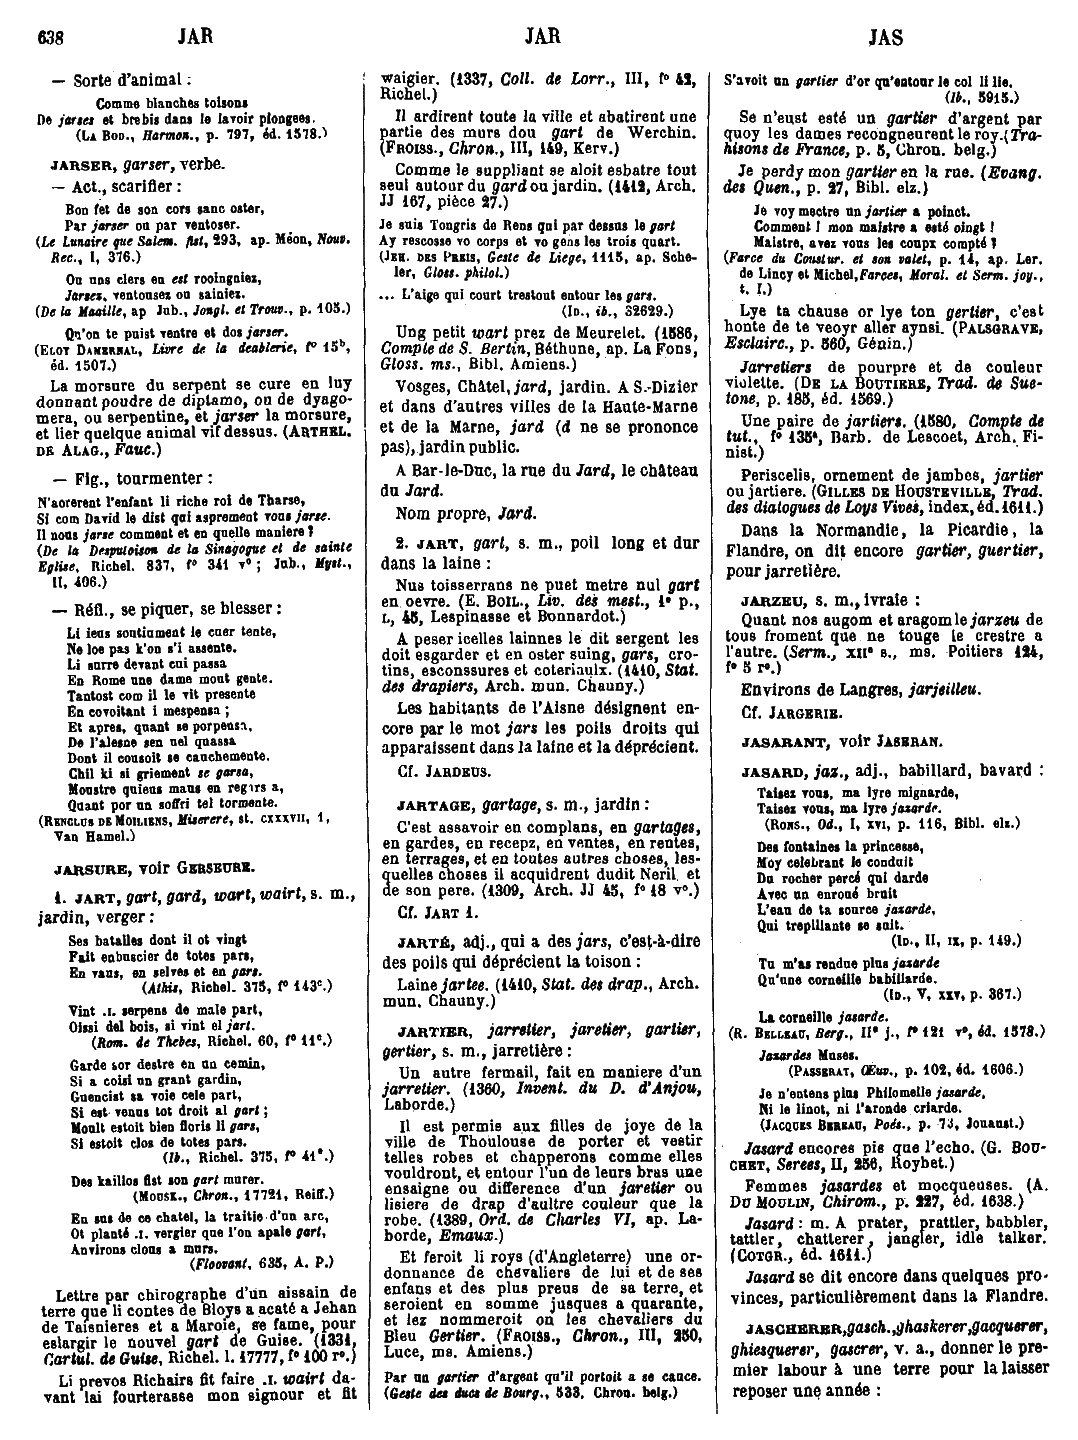 638 JAR JAR JAS
— Sorte d'animal :
Comme blanches toisons
De jarses et brebis dans le lavoir plongees.
(LA BOD., Harmon., p. 797, éd. 1578.)
JARSER, garser, verbe.
— Act., scarifier :
Bon fet de son cors sanc oster,
Par jarser ou par ventoser.
(Le Lunaire que Salem. fist, 293, ap. Méon, Nouv.
Rec., I, 376.)
On nus clers en est rooingniez,
Jarsez, ventousez ou sainiez.
(De la Maaille, ap Jub., Jongl. et Trouv., p. 103.)
Qu'on te puist ventre et dos jarser.
(ELOY DAMERNAL, Livre de la deablerie, f° 15b,
éd. 1507.)
La morsure du serpent se cure en luy
donnant poudre de diptamo, ou de dyago-
mera, ou serpentine, et jarser la morsure,
et lier quelque animal vif dessus. (ARTHEL.
DE ALAG., Fauc.)
— Fig., tourmenter :
N'aorerent l'enfant li riche roi de Tharse,
Si com David le dist qui asprement vous jarse.
Il nous jarse comment et en quelle maniere ?
(De la Desputoison de la Sinagogue et de sainte
Eglise, Richel. 837, f° 341 v° ; Jub., Myst.,
II, 406.)
— Réfl., se piquer, se blesser :
Li iens soutiument le cuer tente,
Ne loe pas k'on s'i assente.
Li surre devant cui passa
En Rome une dame mout gente.
Tantost com il le vit presente
En covoitant i mespensa ;
Et apres, quant se porpensa,
De l'alesne sen uel quassa
Dont il cousoit se cauchemente.
Chil ki si griement se garsa,
Moustre quieus maus en regars a,
Quant por un soffri tel tormente.
(RENCLUS DE MOILIENS, Miserere, st. CXXXVII, 1,
Van Hamel.)
JARSURE, voir GERSEURE.
1. JART, gart, gard, wart, wairt, s. m.,
jardin, verger :
Ses batailes dont il ot vingt
Fait enbuscier de totes pars,
En vaus, en selves et en gars.
(Athis, Richel. 375, f° 143c.)
Vint .I. serpens de male part,
Oissi del bois, si vint el jart.
(Rom. de Thebes, Richel. 60, f° 11c.)
Garde sor destre en un cemin,
Si a coisi un grant gardin,
Guencist sa voie cele part,
Si est venus tot droit al gart ;
Moult estoit bien floris li gars,
Si estoit clos de totes pars.
(Ib., Richel. 375, f° 41a.)
Des kaillos fist son gart murer.
(MOUSK., Chron., 17721, Reiff.)
En sus de ce chatel, la traitie d'un arc,
Ot planté .I. vergier que l'on apale gart,
Anvirons clous a murs.
(Floovant, 635, A. P.)
Lettre par chirographe d'un aissain de
terre que li contes de Bloys a acaté a Jehan
de Taisnieres et a Maroie, se fame, pour
eslargir le nouvel gart de Guise. (1331,
Cartul. de Guise, Richel. l. 17777, f° 100 r°.)
Li prevos Richairs fit faire .I. wairt da-
vant lai fourterasse mon signour et fit
waigier. (1337, Coll. de Lorr., III, f° 42,
Richel.)
Il ardirent toute la ville et abatirent une
partie des murs dou gart de Werchin.
(FROISS., Chron., III, 149, Kerv.)
Comme le suppliant se aloit esbatre tout
seul autour du gard ou jardin. (1412, Arch.
JJ 167, pièce 27.)
Je suis Tongris de Rens qui par dessus le gart
Ay rescosse vo corps et vo gens les trois quart.
(JEH. DES PREIS, Geste de Liege, 1115, ap. Sche-
ler, Gloss. philol.)
... L'aige qui court trestout entour les gars.
(ID., ib., 32629.)
Ung petit wart prez de Meurelet. (1586,
Compte de S. Bertin, Béthune, ap. La Fons,
Gloss. ms., Bibl. Amiens.)
Vosges, Châtel, jard, jardin. A S.-Dizier
et dans d'autres villes de la Haute-Marne
et de la Marne, jard (d ne se prononce
pas), jardin public.
A Bar-le-Duc, la rue du Jard, le château
du Jard.
Nom propre, Jard.
2. JART, gart, s. m., poil long et dur
dans la laine :
Nus toisserrans ne puet metre nul gart
en oevre. (E. BOIL., Liv. des mest., 1e p.,
L, 45, Lespinasse et Bonnardot.)
A peser icelles lainnes le dit sergent les
doit esgarder et en oster suing, gars, cro-
tins, esconssures et coteriaulx. (1410, Stat.
des drapiers, Arch. mun. Chauny.)
Les habitants de l'Aisne désignent en-
core par le mot jars les poils droits qui
apparaissent dans la laine et la déprécient.
Cf. JARDEUS.
JARTAGE, gartage, s. m., jardin :
C'est assavoir en complans, en gartages,
en gardes, en recepz, en ventes, en rentes,
en terrages, et en toutes autres choses, les-
quelles choses il acquidrent dudit Neril et
de son pere. (1309, Arch. JJ 45, f° 18 v°.)
Cf. JART 1.
JARTÉ, adj., qui a des jars, c'est-à-dire
des poils qui déprécient la toison :
Laine jartee. (1410, Stat. des drap., Arch.
mun. Chauny.)
JARTIER, jarretier, jaretier, gartier,
gertier, s. m., jarretière :
Un autre fermail, fait en maniere d'un
jarretier. (1360, Invent. du D. d'Anjou,
Laborde.)
Il est permis aux filles de joye de la
ville de Thoulouse de porter et vestir
telles robes et chapperons comme elles
vouldront, et entour l'un de leurs bras une
ensaigne ou difference d'un jaretier ou
lisiere de drap d'aultre couleur que la
robe. (1389, Ord. de Charles VI, ap. La-
borde, Emaux.)
Et feroit li roys (d'Angleterre) une or-
donnance de chevaliers de lui et de ses
enfans et des plus preus de sa terre, et
seroient en somme jusques a quarante,
et lez nommeroit on les chevaliers du
Bleu Gertier. (FROISS., Chron., III, 250,
Luce, ms. Amiens.)
Par un gartier d'argent qu'il portoit a se cance.
(Geste des ducs de Bourg., 533, Chron. belg.)
S'avoit un gartier d'or qu'entour le col li lie.
(Ib., 5915.)
Se n'eust esté un gartier d'argent par
quoy les dames recongneurent le roy.(Tra-
hisons de France, p. 5, Chron. belg.)
Je perdy mon gartier en la rue. (Evang.
des Quen., p. 27, Bibl. elz.)
Je voy mectre un jartier a poinct.
Comment ! mon maistre a esté oingt !
Maistre, avez vous les coupz compté ?
(Farce du Coustur. et son valet, p. 14, ap. Ler.
de Lincy et Michel, Farces, Moral. et Serm. joy.,
t. I.)
Lye ta chause or lye ton gertier, c'est
honte de te veoyr aller aynsi. (PALSGRAVE,
Esclairc., p. 560, Génin.)
Jarretiers de pourpre et de couleur
violette. (DE LA BOUTIERE, Trad. de Sue-
tone, p. 185, éd. 1569.)
Une paire de jartiers. (1580, Compte de
tut., f° 135a, Barb. de Lescoet, Arch. Fi-
nist.)
Periscelis, ornement de jambes, jartier
ou jartiere. (GILLES DE HOUSTEVILLE, Trad.
des dialogues de Loys Vivès, index, éd. 1611.)
Dans la Normandie, la Picardie, la
Flandre, on dit encore gartier, guertier,
pour jarretière.
JARZEU, s. m., ivraie :
Quant nos augom et aragom le jarzeu de
tous froment que ne touge le crestre a
l'autre. (Serm., XIIe s., ms. Poitiers 124,
f° 5 r°.)
Environs de Langres, jarjeilleu.
Cf. JARGERIE.
JASARANT, voir JASERAN.
JASARD, jaz., adj., babillard, bavard :
Taisez vous, ma lyre mignarde,
Taisez vous, ma lyre jazarde.
(RONS., Od., I, XVI, p. 116, Bibl. elz.)
Des fontaines la princesse,
Moy celebrant le conduit
Du rocher percé qui darde
Avec un enroué bruit
L'eau de ta source jazarde,
Qui trepillante se suit.
(ID., II, IX, p. 149.)
Tu m'as rendue plus jazarde
Qu'une corneille babillarde.
(ID., V, XXV, p. 367.)
La corneille jasarde.
(R. BELLEAU, Berg., IIe j., f° 121 v°, éd. 1578.)
Jazardes Muses.
(PASSERAT, Œuv., p. 102, éd. 1606.)
Je n'entens plus Philomelle jasarde,
Ni le linot, ni l'aronde criarde.
(JACQUES BEREAU, Poés., p. 73, Jouaust.)
Jasard encores pis que l'echo. (G. BOU-
CHET, Serees, II, 256, Roybet.)
Femmes jasardes et mocqueuses. (A.
DU MOULIN, Chirom., p. 227, éd. 1638.)
Jasard : m. A prater, prattler, babbler,
tattler, chatterer, jangler, idle talker.
(COTGR., éd. 1611.)
Jasard se dit encore dans quelques pro-
vinces, particulièrement dans la Flandre.
JASCHERER, gasch., yhaskerer, gacquerer,
ghiesquerer, gascrer, v. a., donner le pre-
mier labour à une terre pour la laisser
reposer une année :